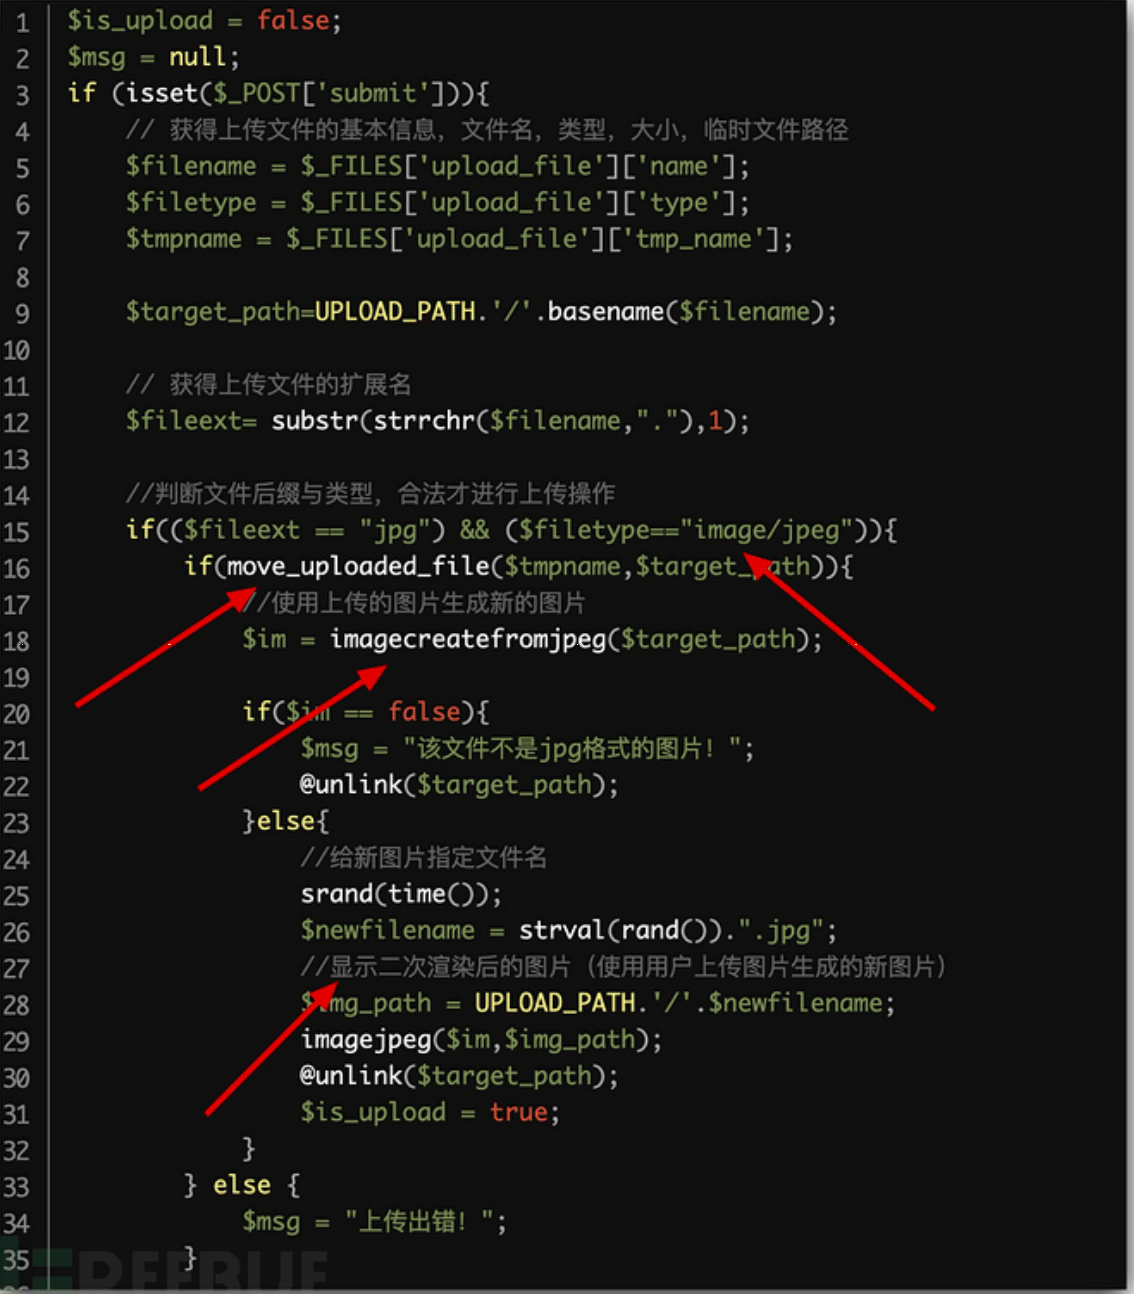 1 $is_upload = false;
2 $msg = null;
3 if (isset($_POST['submit'])){
4 // 获得上传文件的基本信息，文件名，类型，大小，临时文件路径
5 $filename = $_FILES['upload_file']['name'];
6 $filetype = $_FILES['upload_file']['type'];
7 $tmpname = $_FILES['upload_file']['tmp_name'];
8
9 $target_path=UPLOAD_PATH.'/'.basename($filename);
10
11 // 获得上传文件的扩展名
12 $fileext= substr(strrchr($filename,"."),1);
13
14 //判断文件后缀与类型，合法才进行上传操作
15 if(($fileext == "jpg") && ($filetype=="image/jpeg")){
16 if(move_uploaded_file($tmpname,$target_path)){
17 //使用上传的图片生成新的图片
18 $im = imagecreatefromjpeg($target_path);
19
20 if($im == false){
21 $msg = "该文件不是jpg格式的图片！";
22 @unlink($target_path);
23 }else{
24 //给新图片指定文件名
25 srand(time());
26 $newfilename = strval(rand()).".jpg";
27 //显示二次渲染后的图片（使用用户上传图片生成的新图片）
28 $img_path = UPLOAD_PATH.'/'.$newfilename;
29 imagejpeg($im,$img_path);
30 @unlink($target_path);
31 $is_upload = true;
32 }
33 } else {
34 $msg = "上传出错！";
35 }
FREEBUF